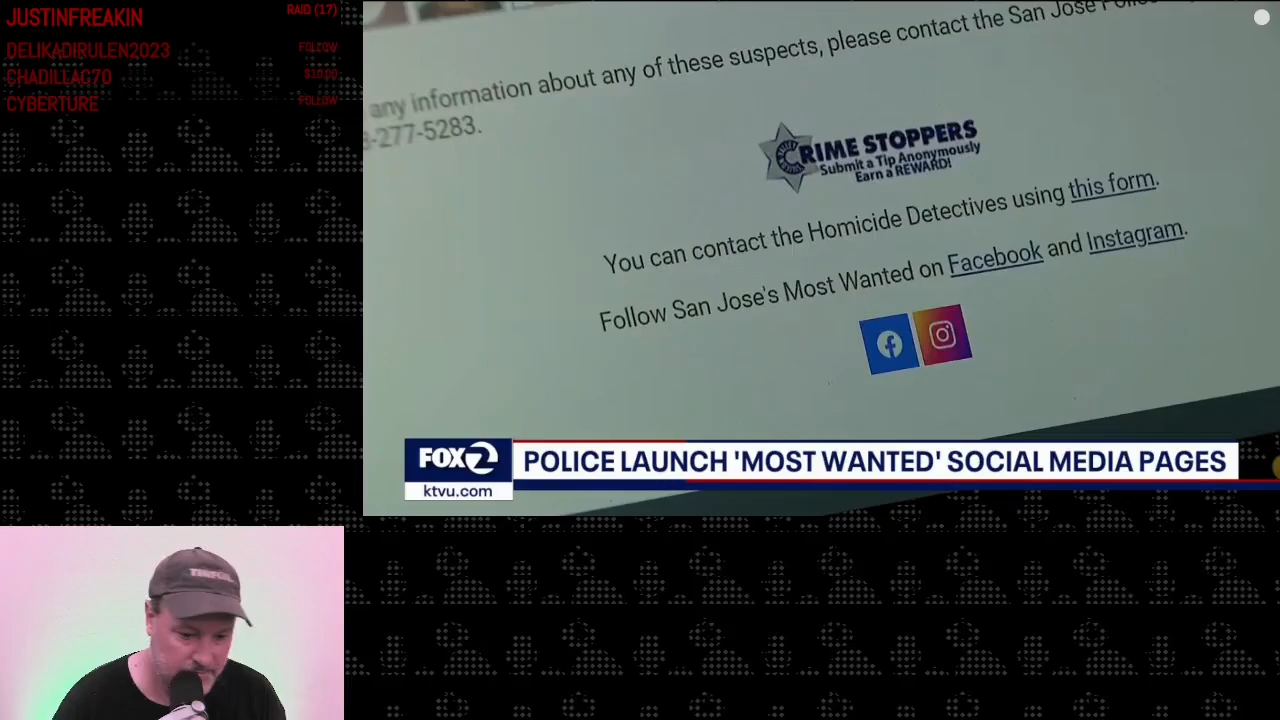 JUSTINFREAKIN RAID (17)
DELIKADIRULEN2023 FOLLOW
CHADILLAC70 $10.00
CYBERTURE FOLLOW
any information about any of these suspects, please contact the San Jose
-277-5283.
CRIME STOPPERS
Submit a Tip Anonymously
Earn a REWARD!
You can contact the Homicide Detectives using this form.
Follow San Jose's Most Wanted on Facebook and Instagram.
FOX 2
ktvu.com
POLICE LAUNCH 'MOST WANTED' SOCIAL MEDIA PAGES